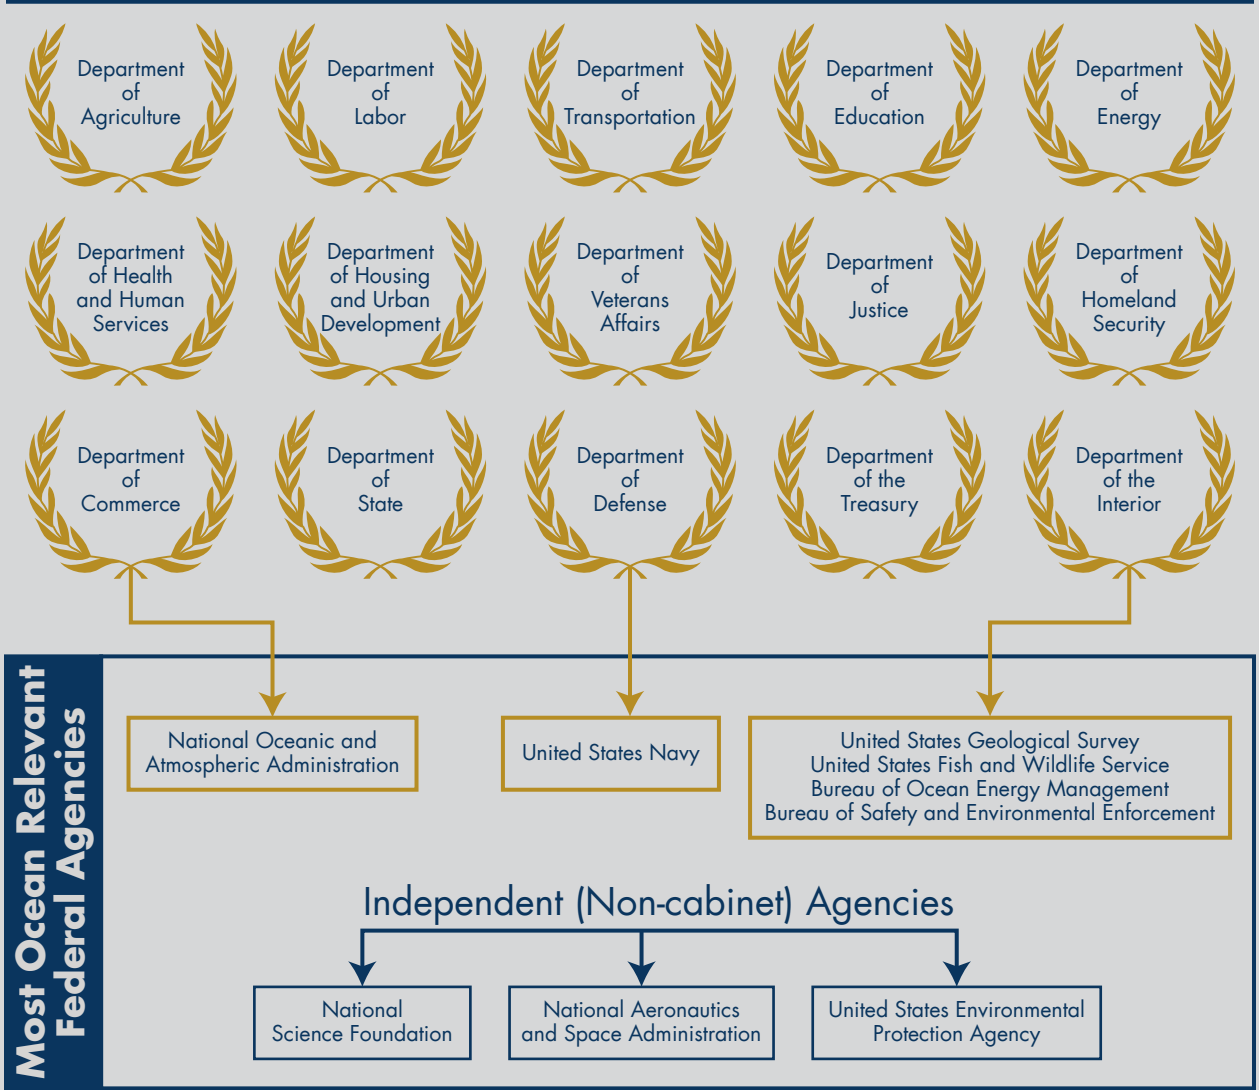 Department
of
Agriculture
Department
of
Labor
Department
of
Transportation
Department
of
Education
Department
of
Energy
Department
of Health
and Human
Services
Department
of Housing
and Urban
Development
Department
of
Veterans
Affairs
Department
of
Justice
Department
of
Homeland
Security
Department
of
Commerce
Department
of
State
Department
of
Defense
Department
of the
Treasury
Department
of the
Interior
Most Ocean Relevant
Federal Agencies
National Oceanic and
Atmospheric Administration
United States Navy
United States Geological Survey
United States Fish and Wildlife Service
Bureau of Ocean Energy Management
Bureau of Safety and Environmental Enforcement
Independent (Non-cabinet) Agencies
National
Science Foundation
National Aeronautics
and Space Administration
United States Environmental
Protection Agency